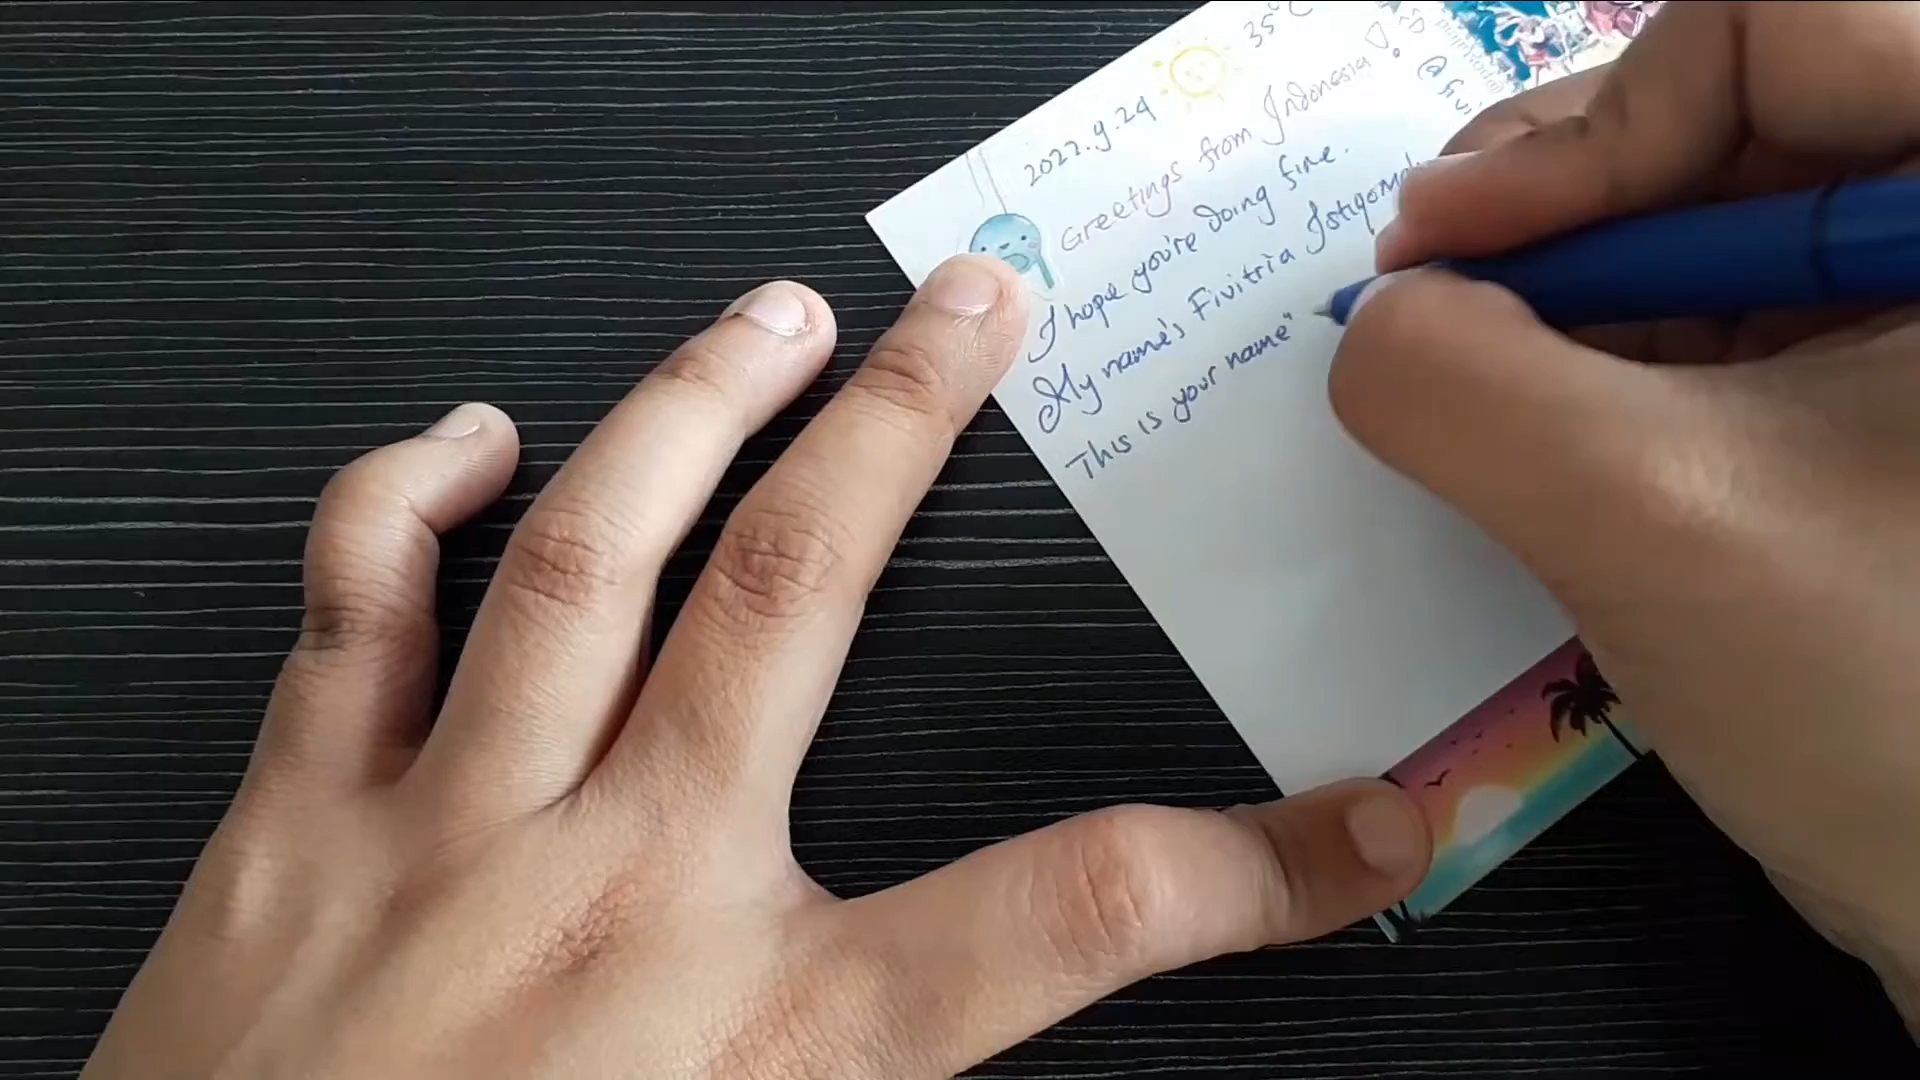 2022.9.24 35°C
Greetings from Indonesia!
I hope you're doing fine.
My name's Fivitria
This is your name"